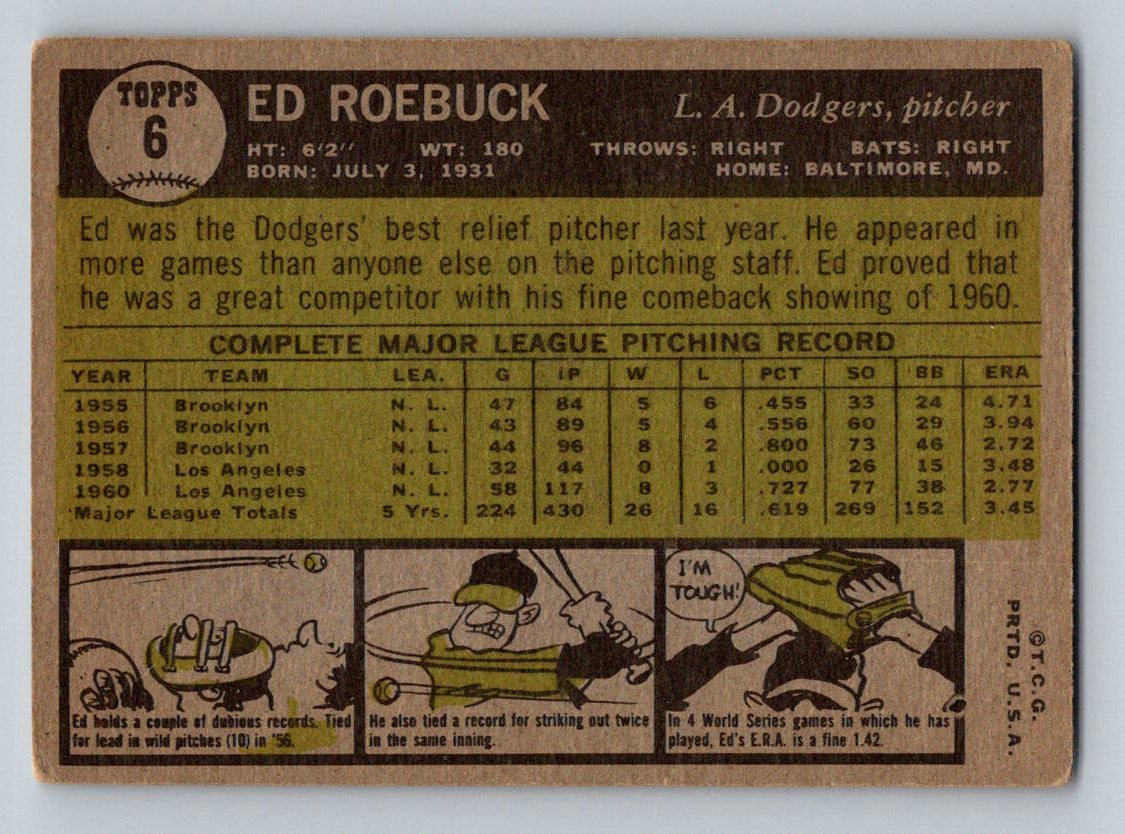 TOPPS
6
ED ROEBUCK
L. A. Dodgers, pitcher
HT: 6'2" WT: 180 THROWS: RIGHT BATS: RIGHT
BORN: JULY 3, 1931 HOME: BALTIMORE, MD.
Ed was the Dodgers' best relief pitcher last year. He appeared in
more games than anyone else on the pitching staff. Ed proved that
he was a great competitor with his fine comeback showing of 1960.
COMPLETE MAJOR LEAGUE PITCHING RECORD
YEAR TEAM LEA. G IP W L PCT SO BB ERA
1955 Brooklyn N. L. 47 84 5 6 .455 33 24 4.71
1956 Brooklyn N. L. 43 89 5 4 .556 60 29 3.94
1957 Brooklyn N. L. 44 96 8 2 .800 73 46 2.72
1958 Los Angeles N. L. 32 44 0 1 .000 26 15 3.48
1960 Los Angeles N. L. 58 117 8 3 .727 77 38 2.77
Major League Totals 5 Yrs. 224 430 26 16 .619 269 152 3.45
Ed holds a couple of dubious records. Tied
for lead in wild pitches (10) in '56.
He also tied a record for striking out twice
in the same inning.
I'M
TOUGH!
In 4 World Series games in which he has
played, Ed's E.R.A. is a fine 1.42.
©T.C.G.
PRTD. U.S.A.